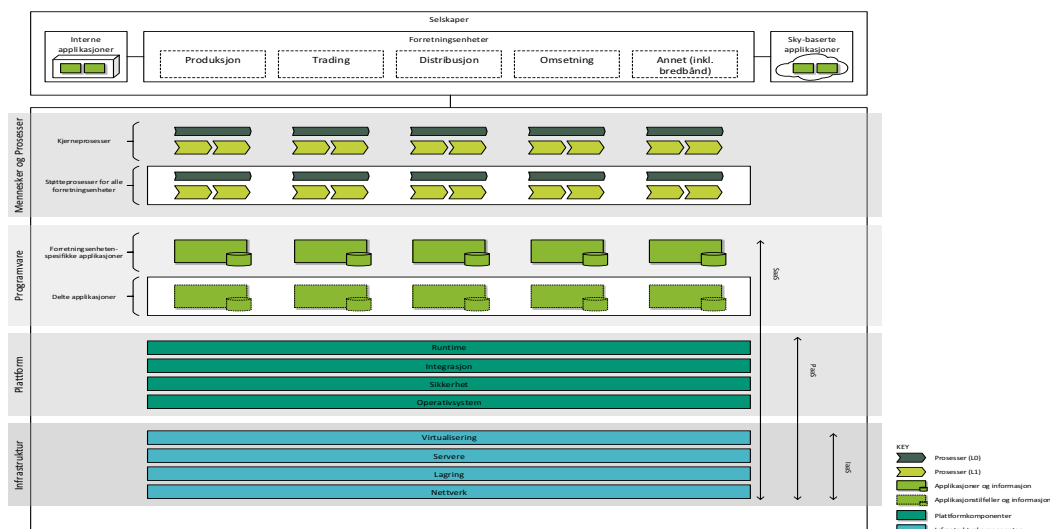 Selskaper
Interne
applikasjoner
Forretningsenheter
Sky-baserte
applikasjoner
Produksjon
Trading
Distribusjon
Omsetning
Annet (inkl.
bredbånd)
Mennesker og Prosesser
Kjerneprosesser
Støtteprosesser for alle
forretningsenheter
Programvare
Forretningsenheten-
spesifikke applikasjoner
Delte applikasjoner
SaaS
Plattform
Runtime
Integrasjon
Sikkerhet
Operativsystem
PaaS
Infrastruktur
Virtualisering
Servere
Lagring
Nettverk
IaaS
KEY
Prosesser (L0)
Prosesser (L1)
Applikasjoner og informasjon
Applikasjonstilfeller og informasjon
Plattformkomponenter